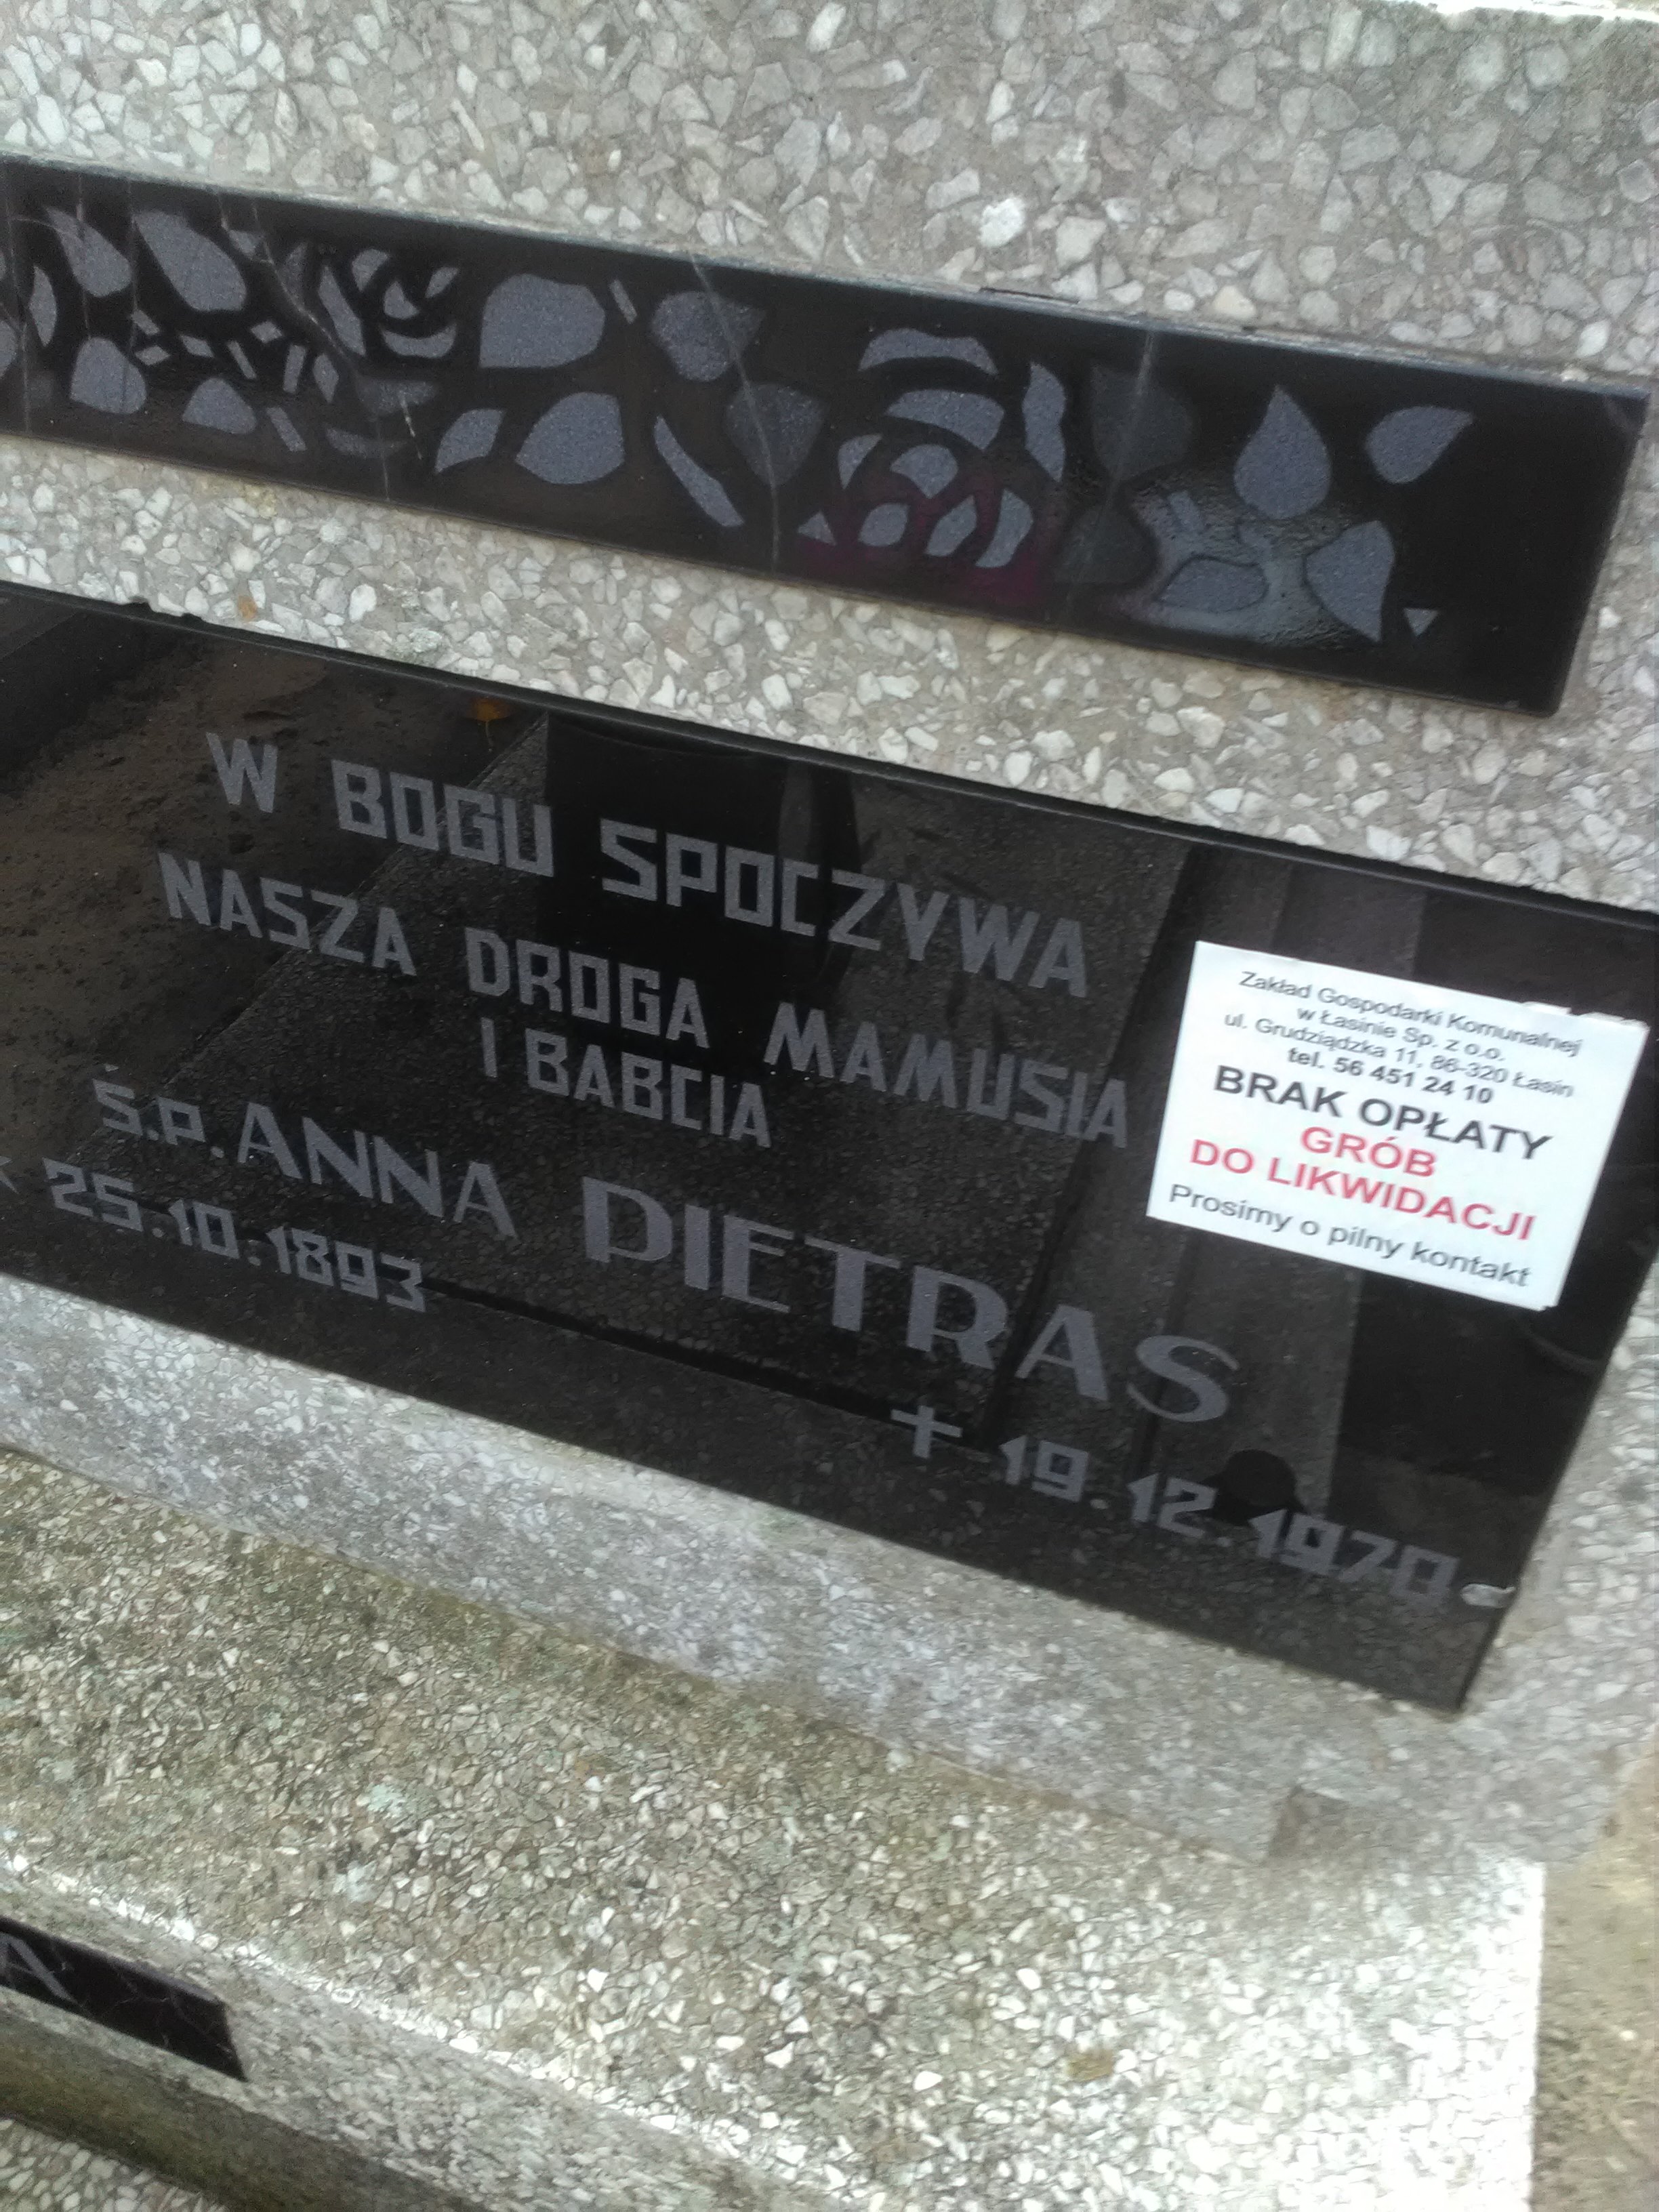 W BOGU SPOCZYWA
NASZA DROGA MAMUSIA
I BABCIA
Ś.P. ANNA PIETRAS
* 25.10.1893
+ 19.12.1970
Zakład Gospodarki Komunalnej
w Łasinie Sp. z o.o.
ul. Grudziądzka 11, 86-320 Łasin
tel. 56 451 24 10
BRAK OPŁATY
GRÓB
DO LIKWIDACJI
Prosimy o pilny kontakt
A